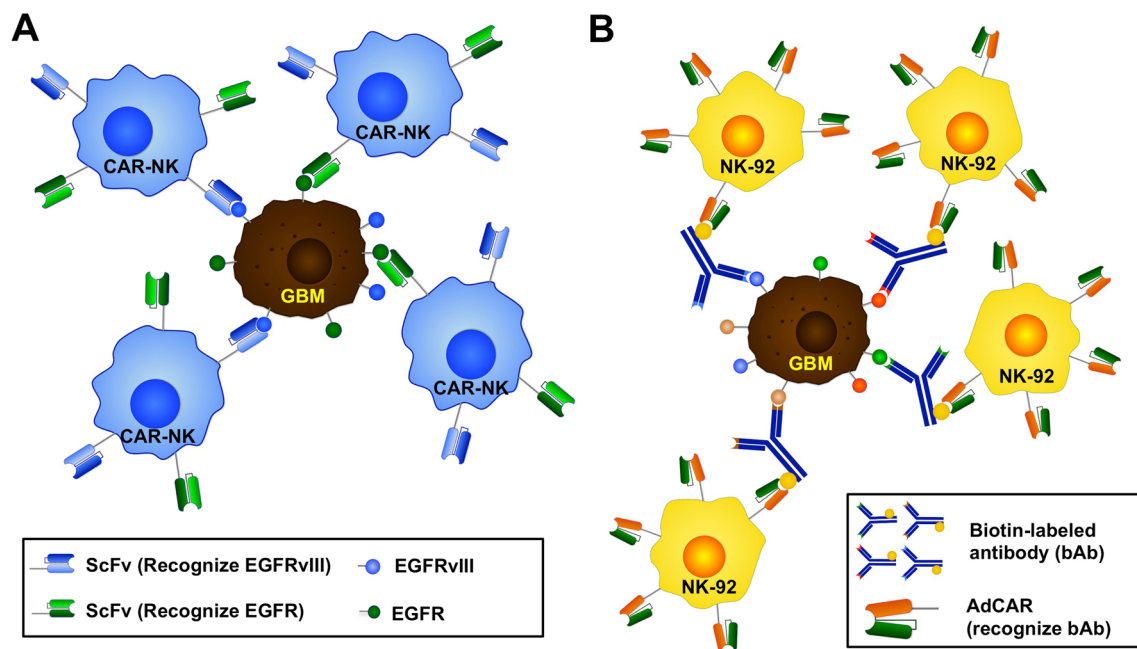 A
CAR-NK
CAR-NK
GBM
CAR-NK
CAR-NK
ScFv (Recognize EGFRvIII)
EGFRvIII
ScFv (Recognize EGFR)
EGFR
B
NK-92
NK-92
GBM
NK-92
NK-92
Biotin-labeled
antibody (bAb)
AdCAR
(recognize bAb)